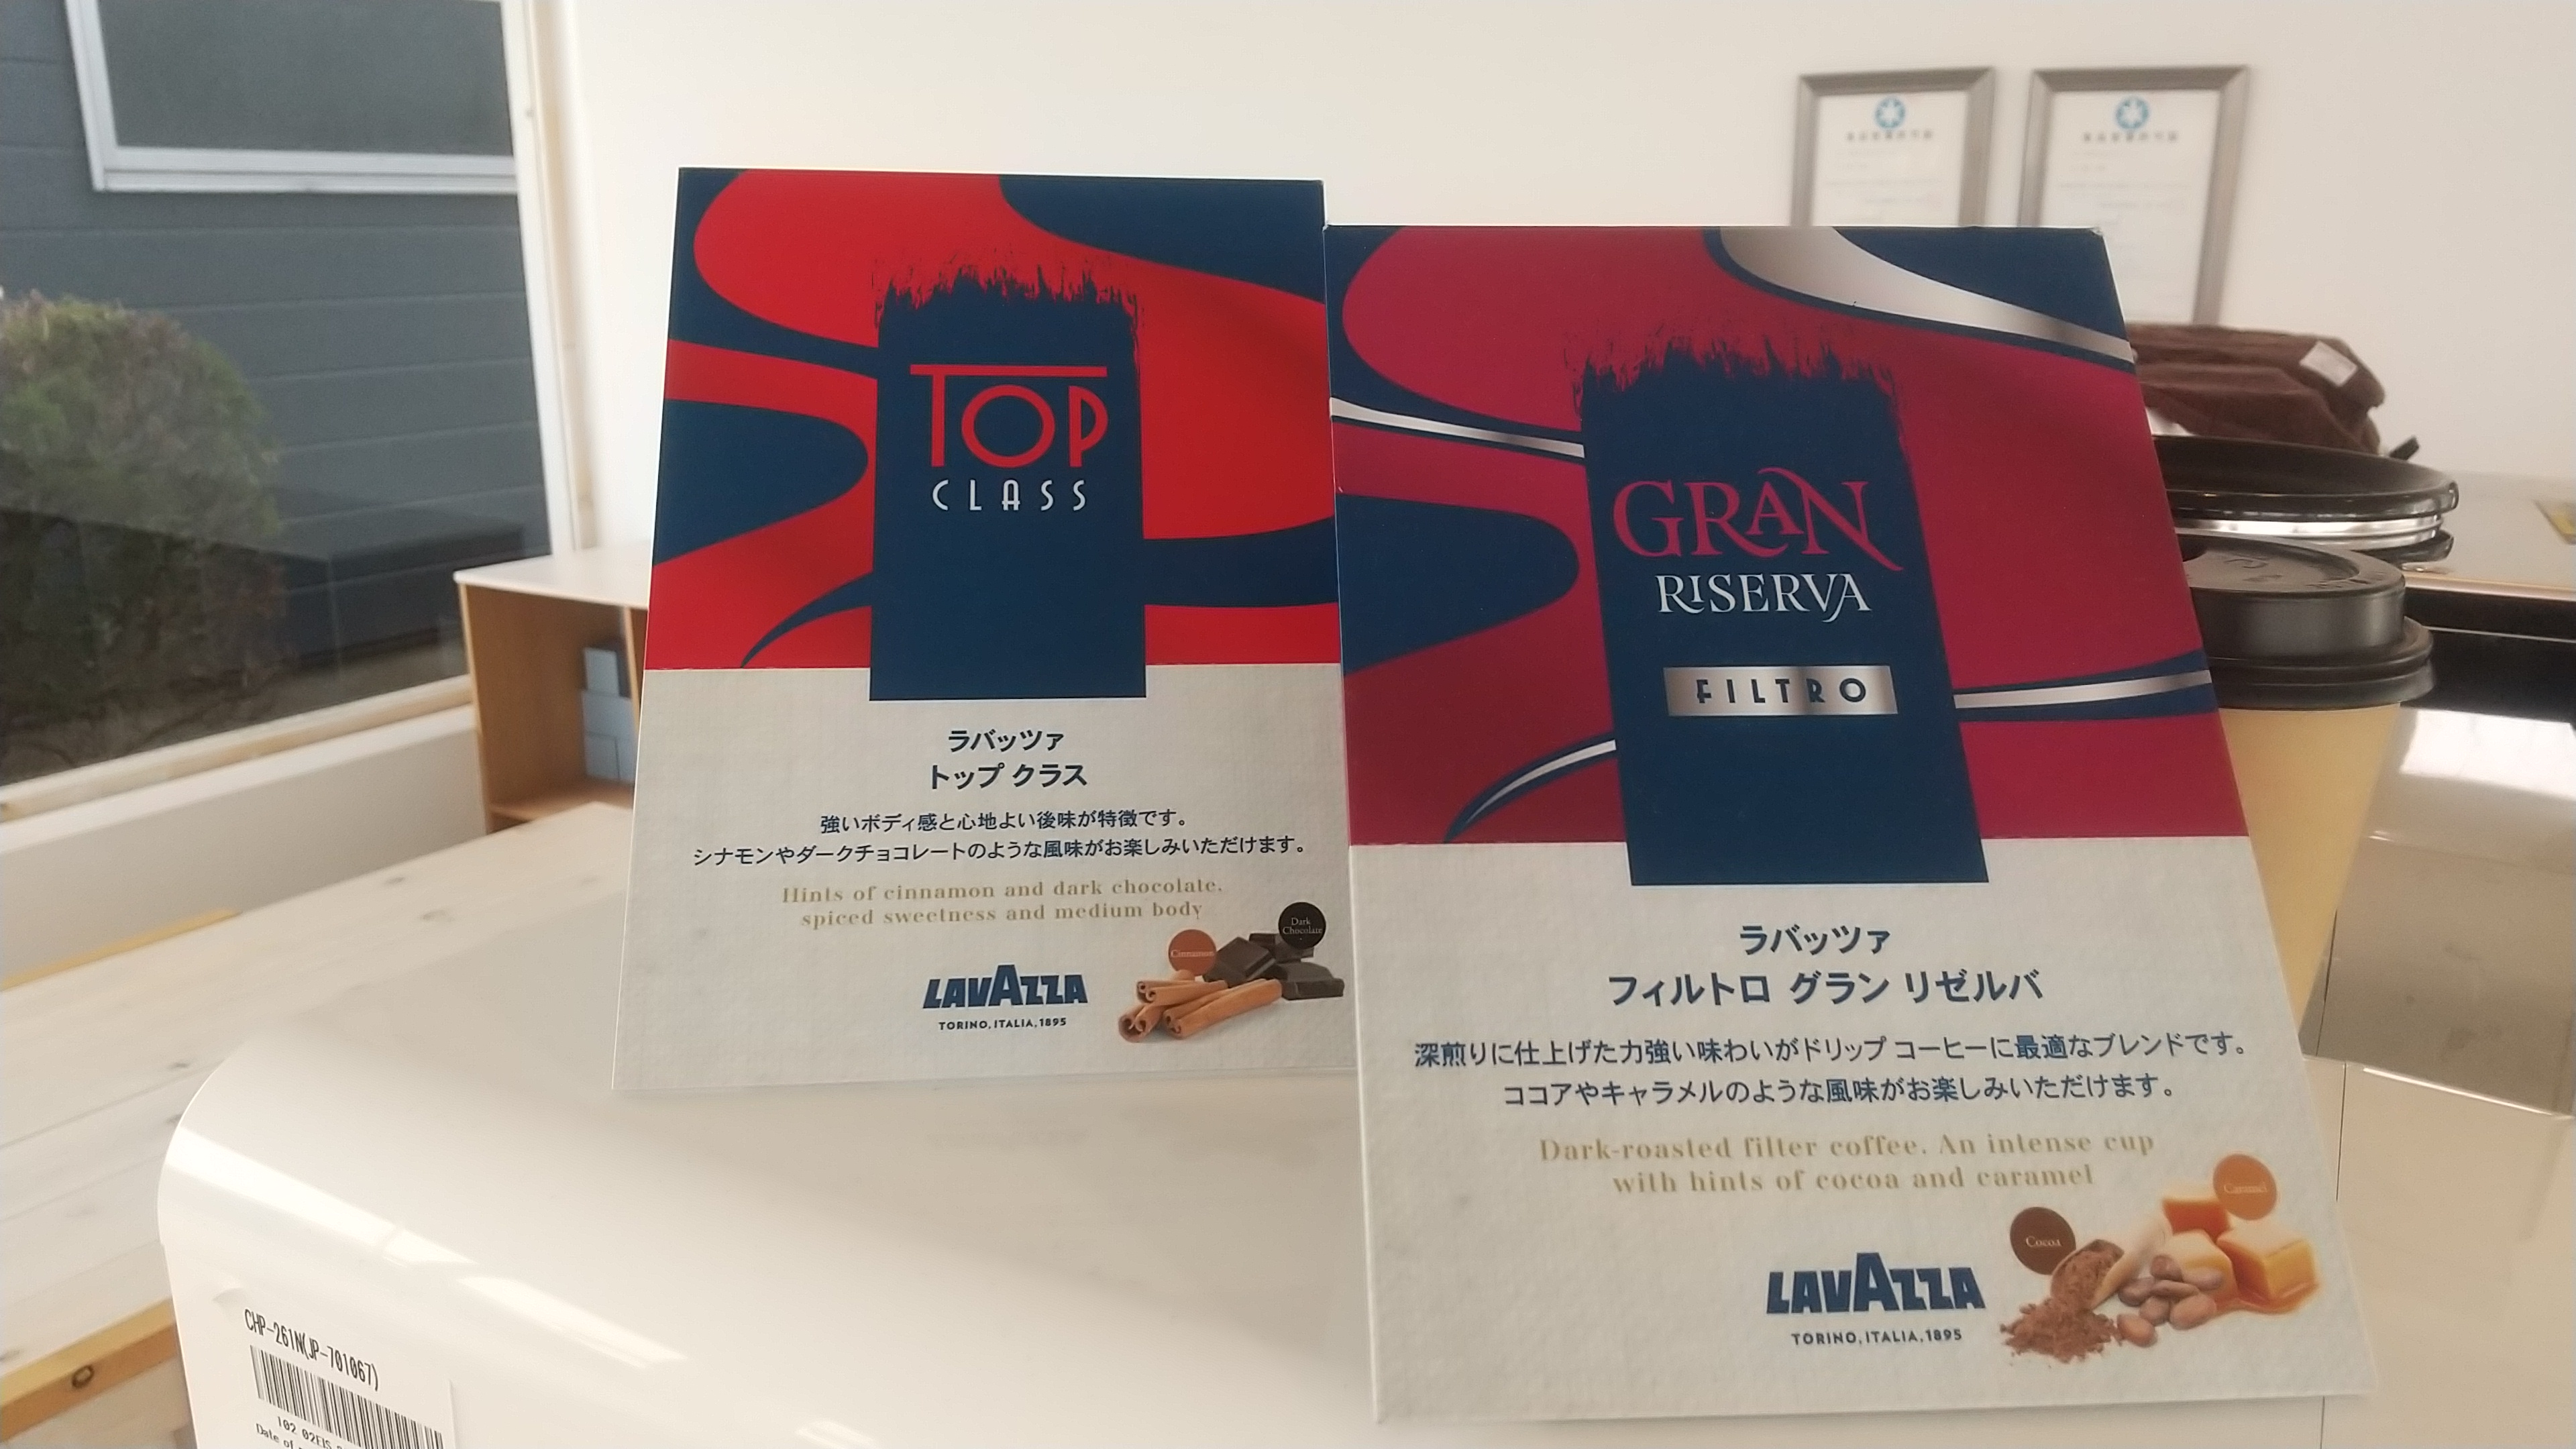 TOP
CLASS
ラバッツァ
トップ クラス
強いボディ感と心地よい後味が特徴です。
シナモンやダークチョコレートのような風味がお楽しみいただけます。
Hints of cinnamon and dark chocolate,
spiced sweetness and medium body
Dark
Chocolate
Cinnamon
LAVAZZA
TORINO, ITALIA, 1895
GRAN
RISERVA
FILTRO
ラバッツァ
フィルトロ グラン リゼルバ
深煎りに仕上げた力強い味わいがドリップ コーヒーに最適なブレンドです。
ココアやキャラメルのような風味がお楽しみいただけます。
Dark-roasted filter coffee. An intense cup
with hints of cocoa and caramel
Caramel
Cocoa
LAVAZZA
TORINO, ITALIA, 1895
CHP-261N(JP-701067)
Date of